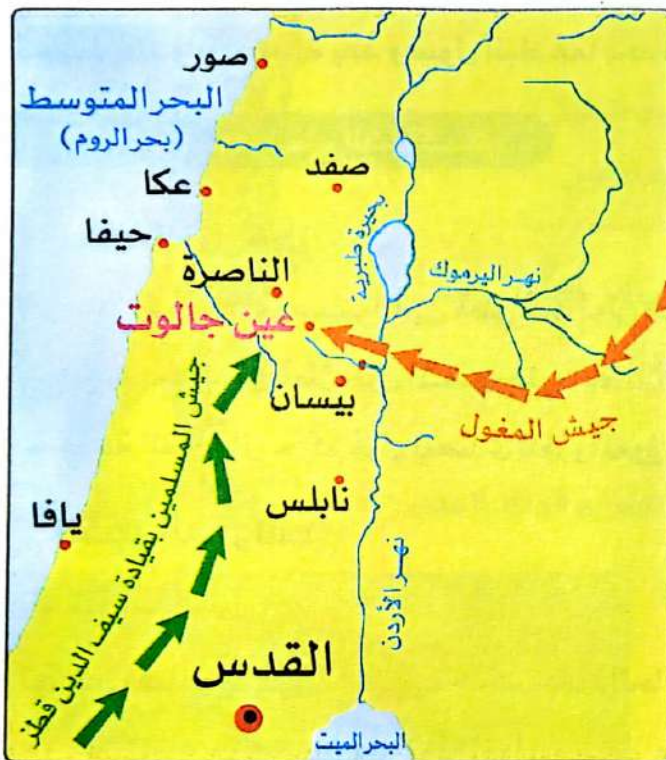 صور
البحر المتوسط
(بحر الروم)
صفد
عكا
بحيرة طبرية
حيفا
نهر اليرموك
الناصرة
عين جالوت
جيش المغول
بيسان
جيش المسلمين بقيادة سيف الدين قطز
نابلس
يافا
نهر الأردن
القدس
البحر الميت